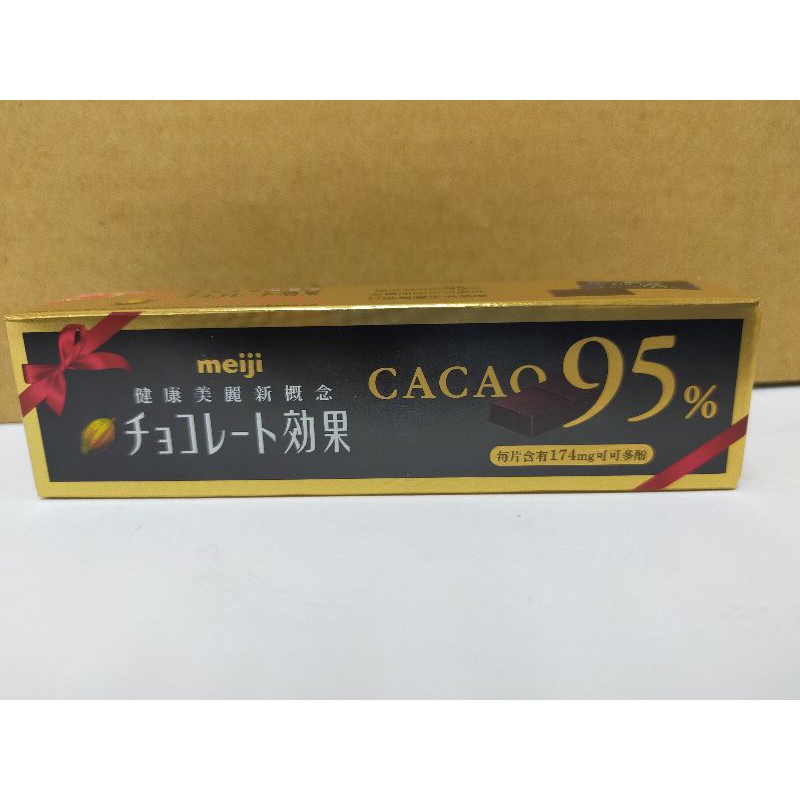 meiji
健康美麗新概念
チョコレート効果
CACAO 95%
每片含有174mg可可多酚